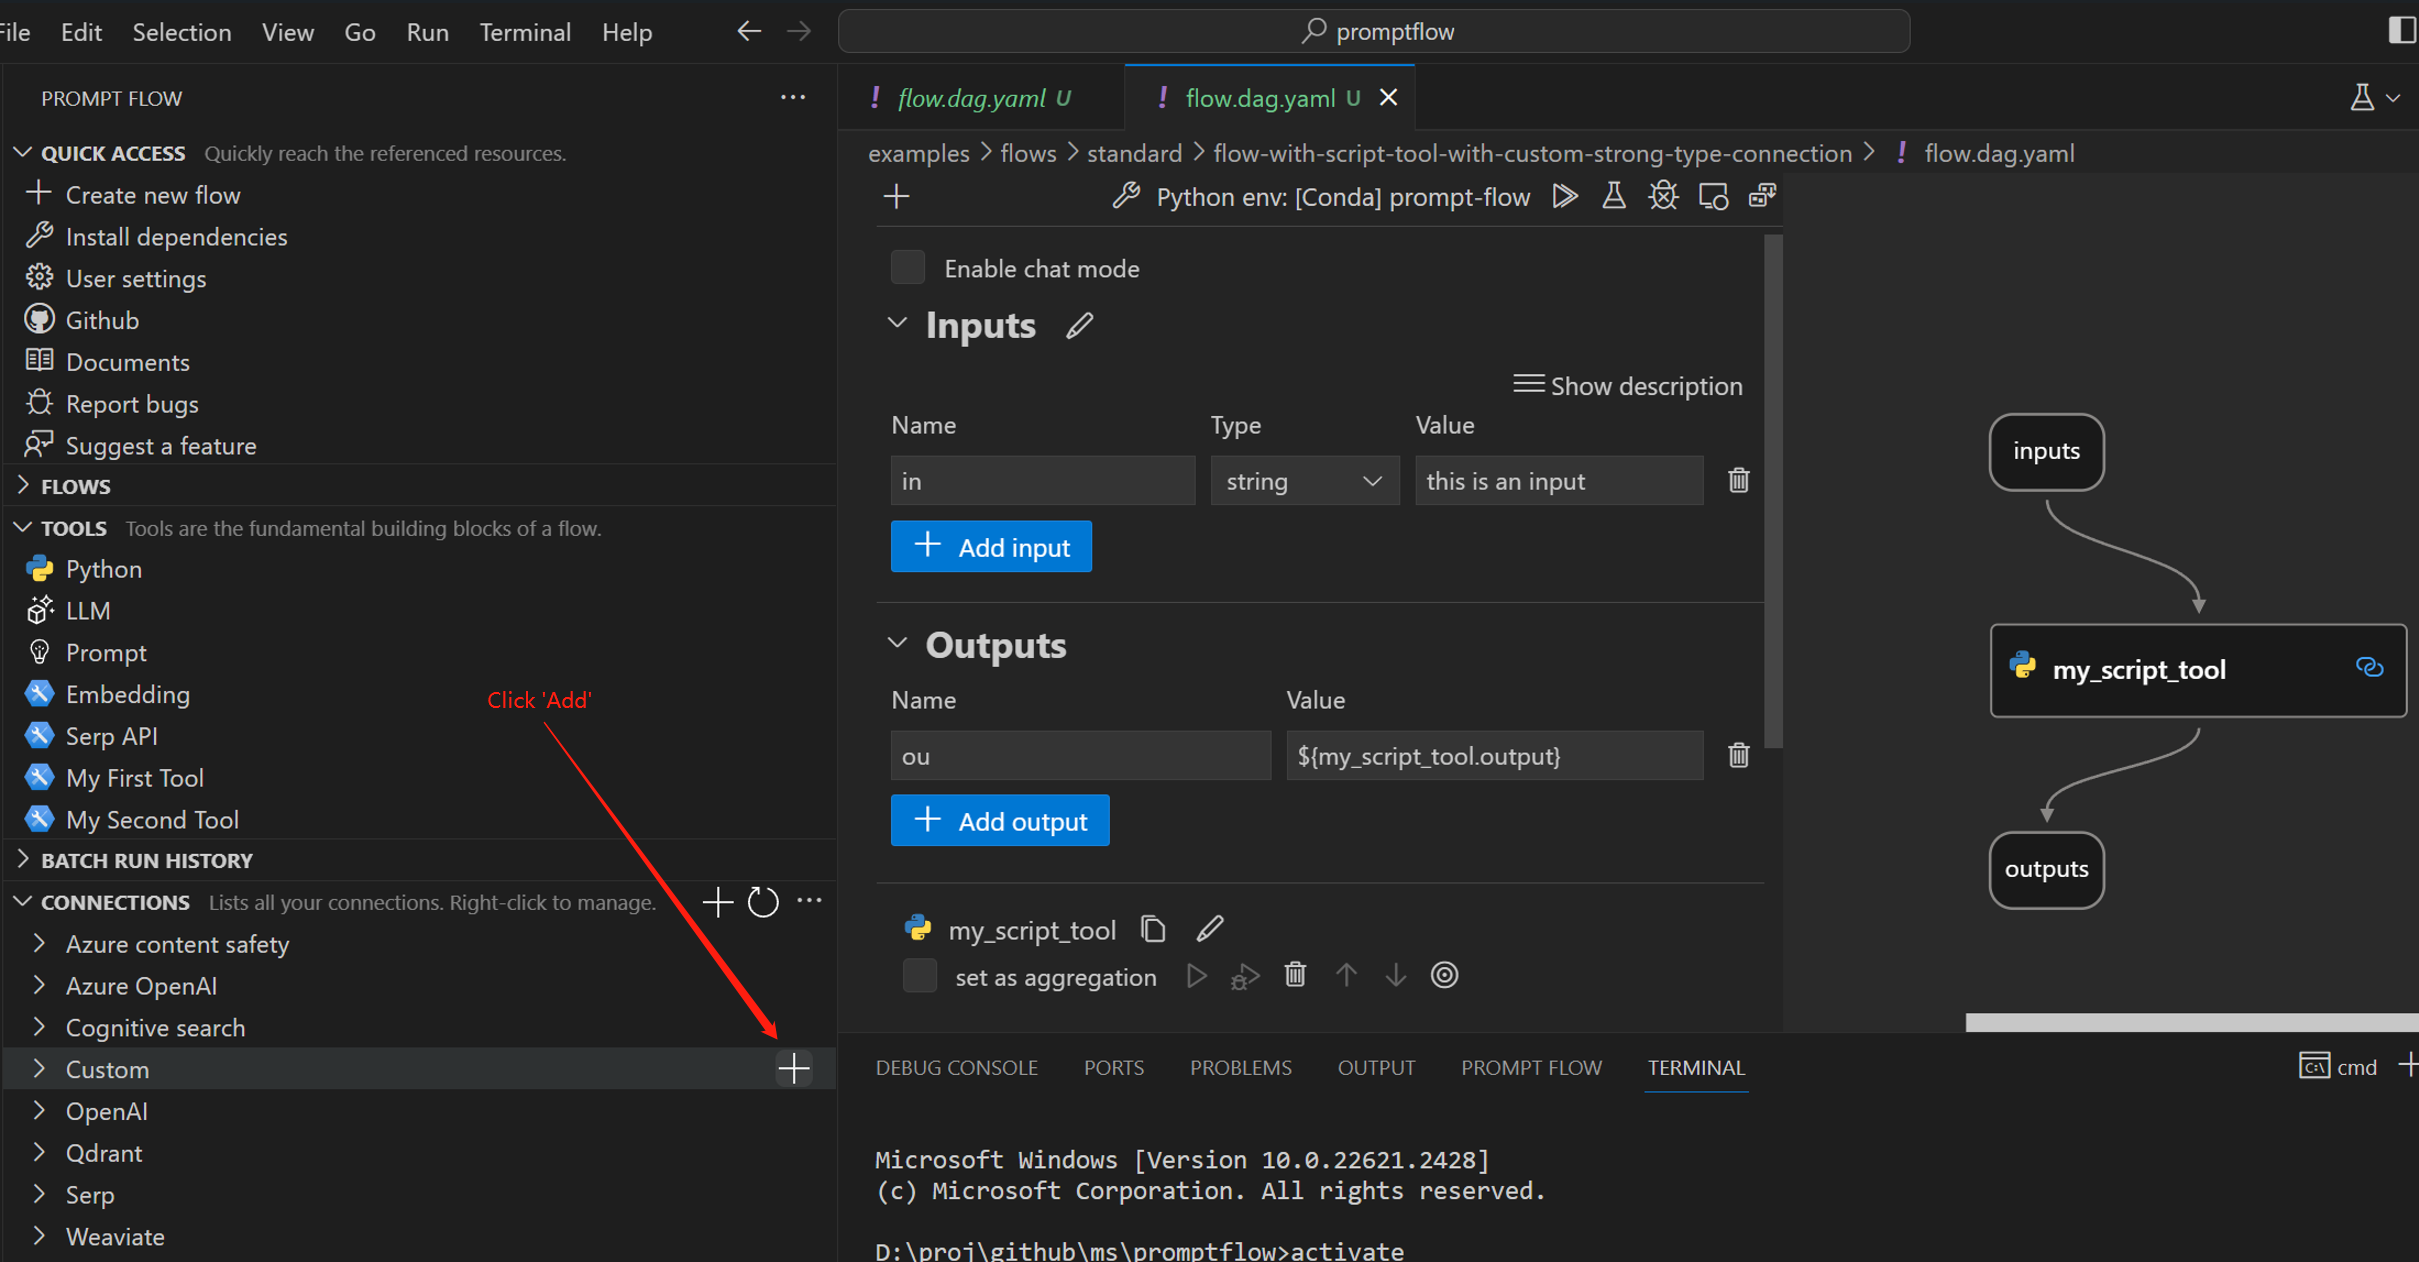 File Edit Selection View Go Run Terminal Help
promptflow
PROMPT FLOW
QUICK ACCESS Quickly reach the referenced resources.
Create new flow
Install dependencies
User settings
Github
Documents
Report bugs
Suggest a feature
FLOWS
TOOLS Tools are the fundamental building blocks of a flow.
Python
LLM
Prompt
Embedding
Serp API
My First Tool
My Second Tool
Click 'Add'
BATCH RUN HISTORY
CONNECTIONS Lists all your connections. Right-click to manage.
Azure content safety
Azure OpenAI
Cognitive search
Custom
OpenAI
Qdrant
Serp
Weaviate
! flow.dag.yaml U
! flow.dag.yaml U
examples > flows > standard > flow-with-script-tool-with-custom-strong-type-connection > ! flow.dag.yaml
Python env: [Conda] prompt-flow
Enable chat mode
Inputs
Show description
Name Type Value
in string this is an input
Add input
Outputs
Name Value
ou ${my_script_tool.output}
Add output
my_script_tool
set as aggregation
inputs
my_script_tool
outputs
DEBUG CONSOLE PORTS PROBLEMS OUTPUT PROMPT FLOW TERMINAL
cmd
Microsoft Windows [Version 10.0.22621.2428]
(c) Microsoft Corporation. All rights reserved.
D:\proj\github\ms\promptflow>activate